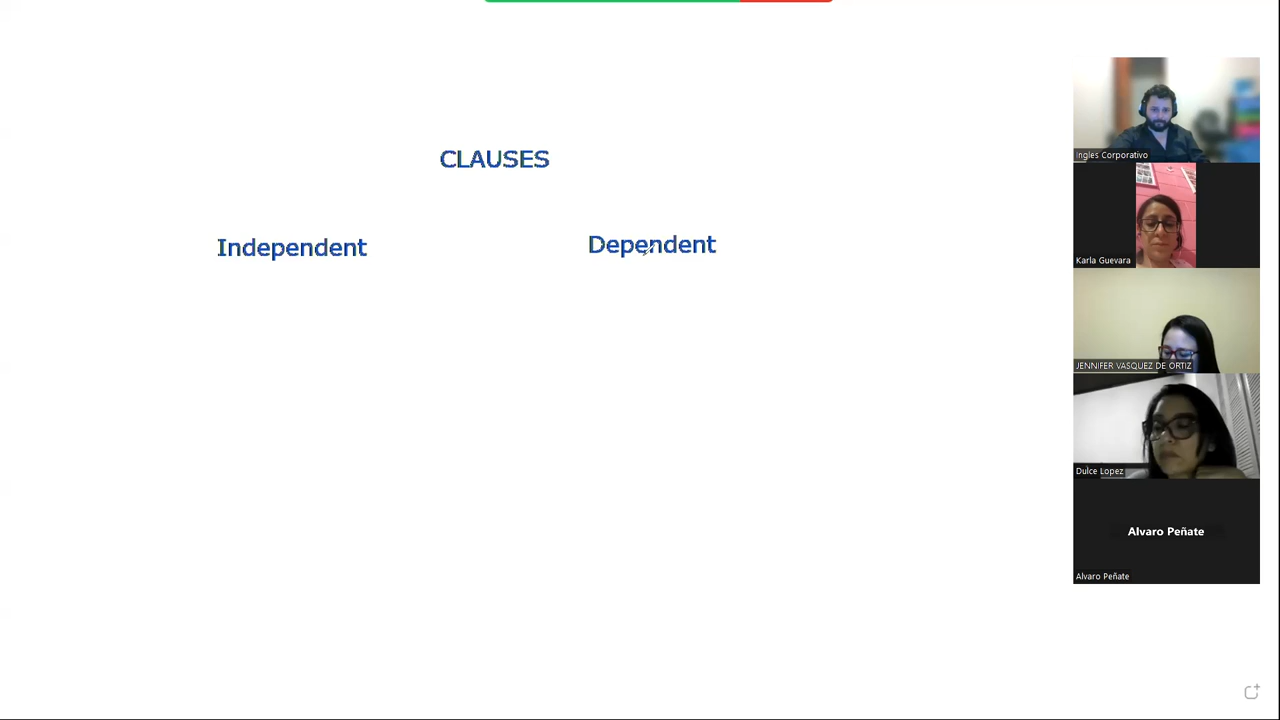 CLAUSES
Independent
Dependent
Ingles Corporativo
Karla Guevara
JENNIFER VASQUEZ DE ORTIZ
Dulce Lopez
Alvaro Peñate
Alvaro Peñate